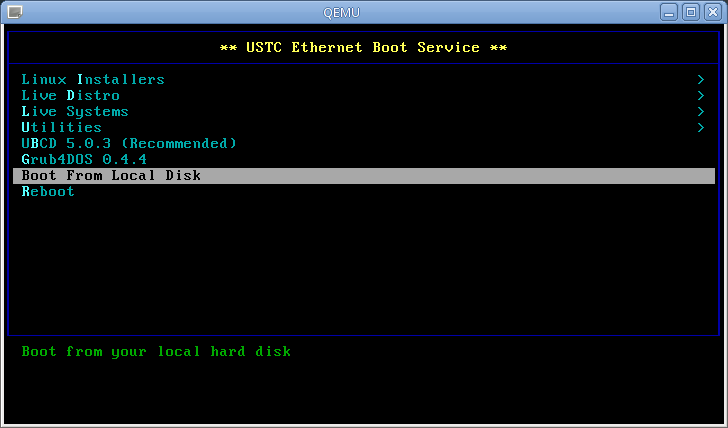 QEMU
** USTC Ethernet Boot Service **
Linux Installers >
Live Distro >
Live Systems >
Utilities >
UBCD 5.0.3 (Recommended)
Grub4DOS 0.4.4
Boot From Local Disk
Reboot
Boot from your local hard disk